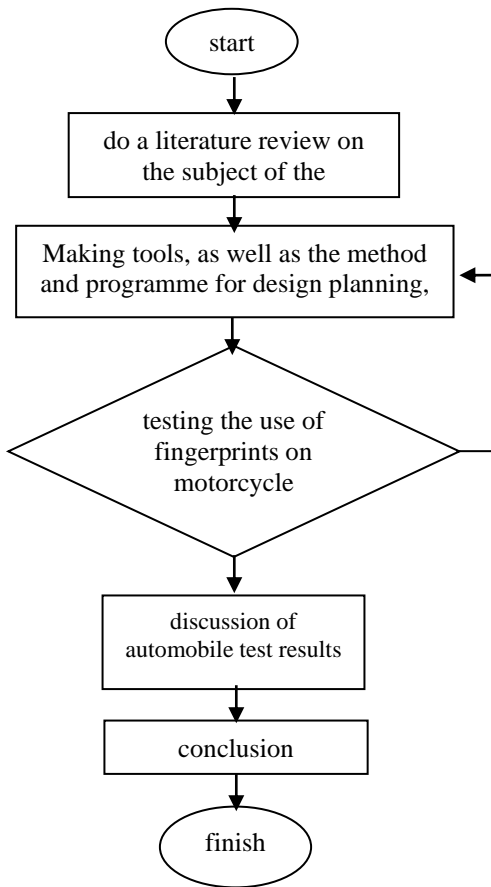 start
do a literature review on
the subject of the
Making tools, as well as the method
and programme for design planning,
testing the use of
fingerprints on
motorcycle
discussion of
automobile test results
conclusion
finish